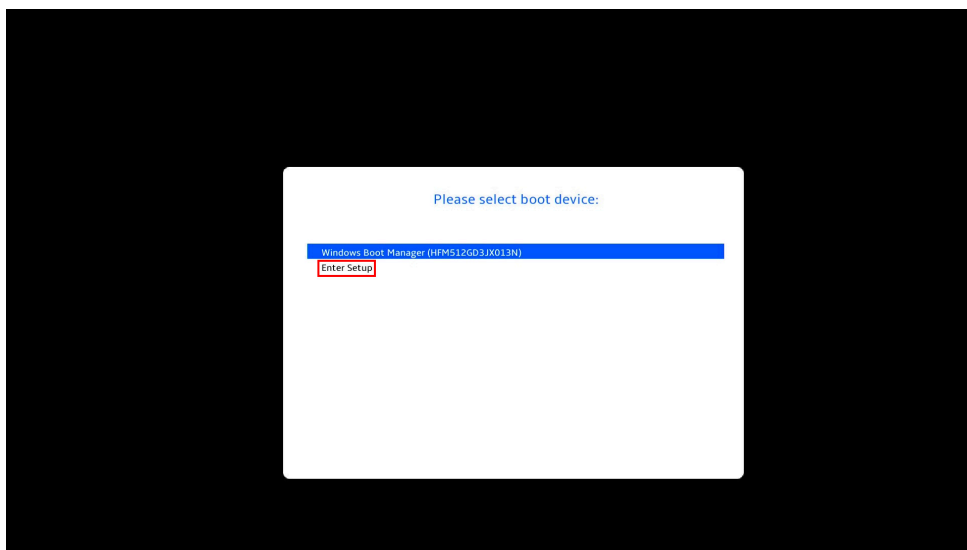 Please select boot device:
Windows Boot Manager (HFM512GD3JX013N)
Enter Setup